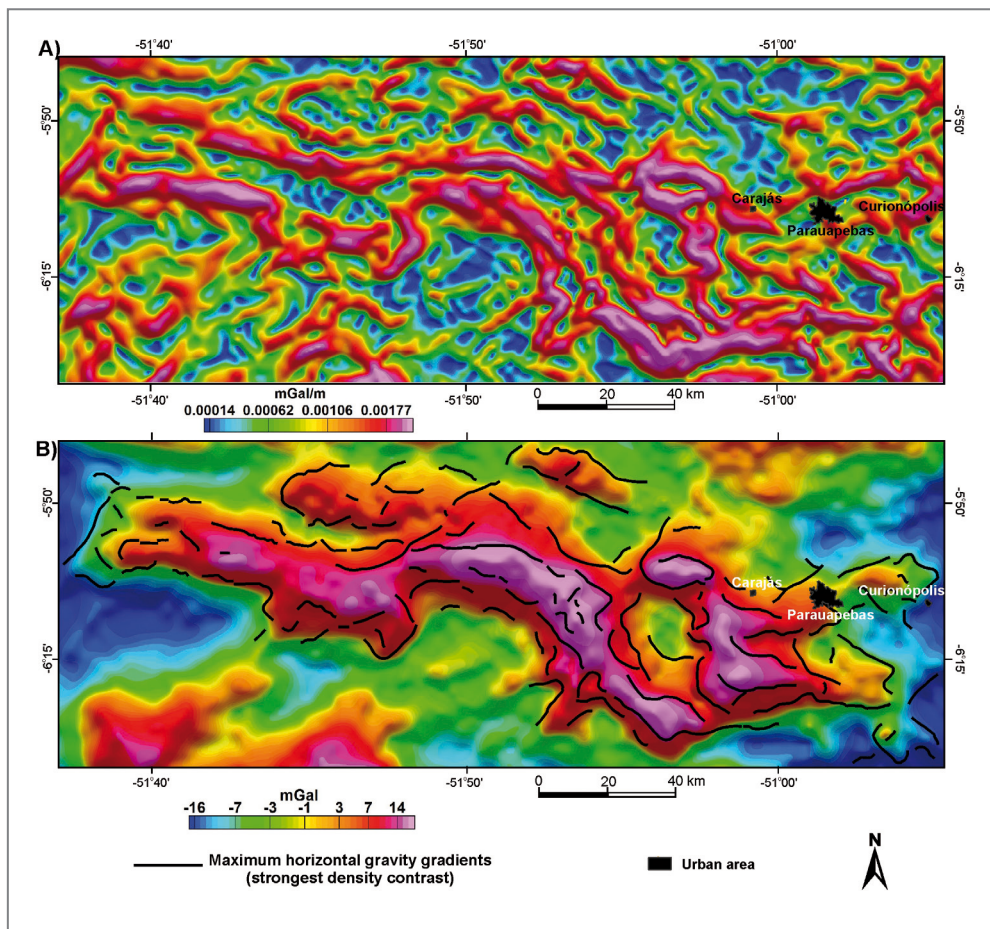 A)
-51°40' -51°50' -51°00'
-5°50' -5°50'
Carajás
Curionópolis
Parauapebas
-6°15' -6°15'
-51°40' -51°50' -51°00'
mGal/m
0.00014 0.00062 0.00106 0.00177
0 20 40 km
B)
-5°50' -5°50'
Carajás
Curionópolis
Parauapebas
-6°15' -6°15'
-51°40' -51°50' -51°00'
0 20 40 km
mGal
-16 -7 -3 -1 3 7 14
N
Maximum horizontal gravity gradients
(strongest density contrast)
Urban area